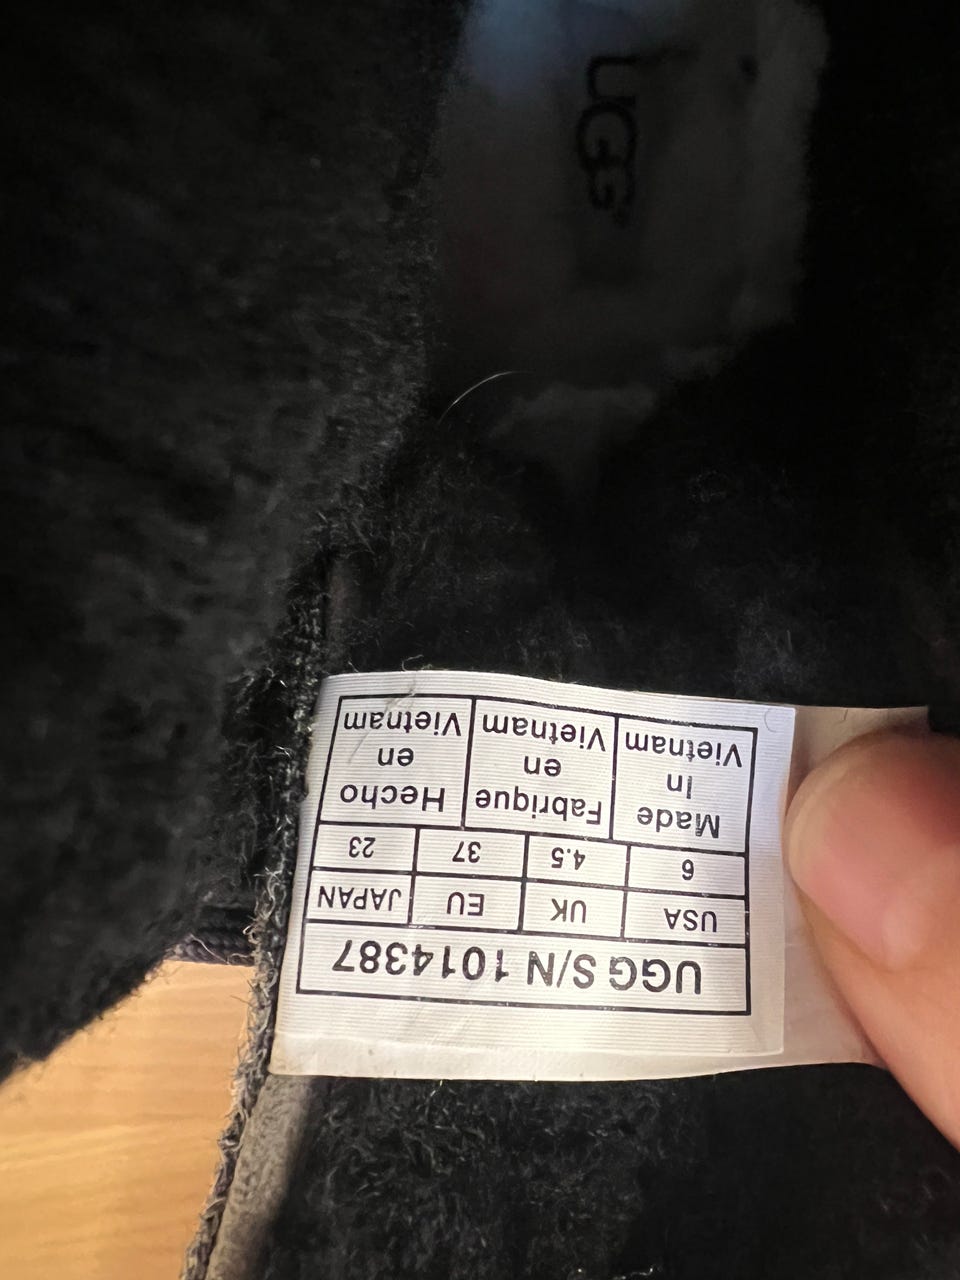 UGG
UGG S/N 1014387
USA UK EU JAPAN
6 4.5 37 23
Made Fabrique Hecho
In en en
Vietnam Vietnam Vietnam